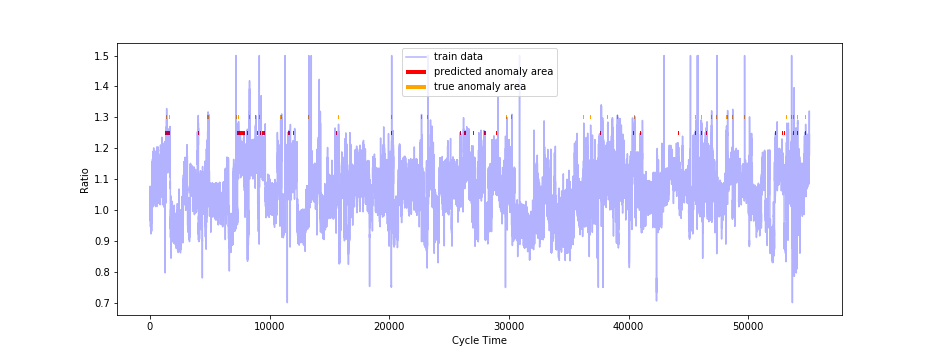 train data
predicted anomaly area
true anomaly area
1.5
1.4
1.3
1.2
1.1
1.0
0.9
0.8
0.7
Ratio
0 10000 20000 30000 40000 50000
Cycle Time